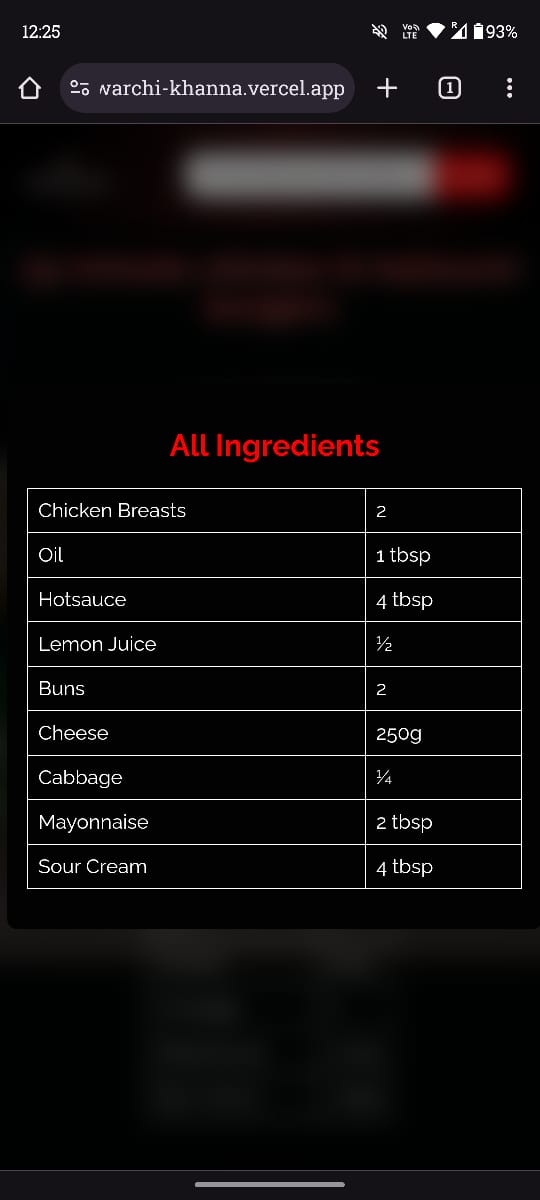 12:25
Vo LTE R 93%
warchi-khanna.vercel.app 1
All Ingredients
Chicken Breasts 2
Oil 1 tbsp
Hotsauce 4 tbsp
Lemon Juice ½
Buns 2
Cheese 250g
Cabbage ¼
Mayonnaise 2 tbsp
Sour Cream 4 tbsp